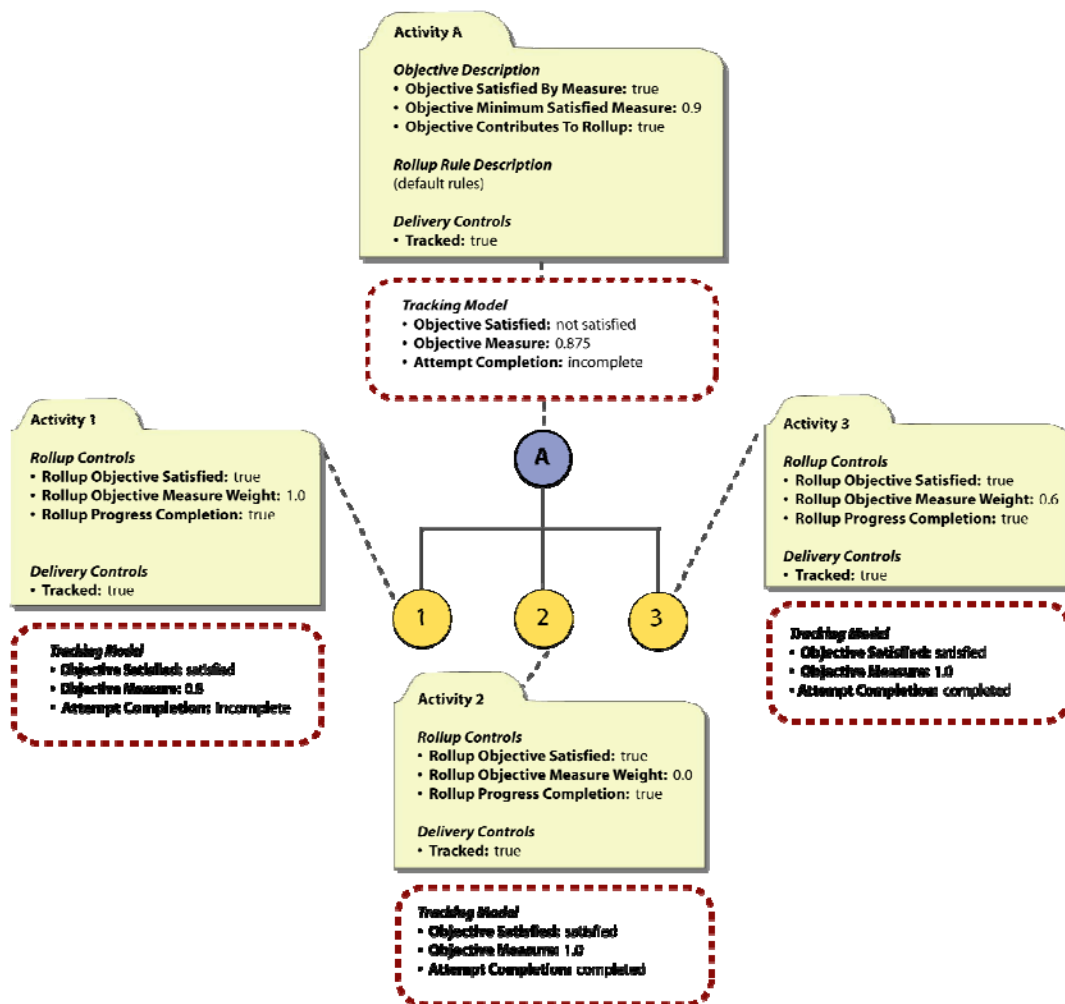 Activity A
Objective Description
• Objective Satisfied By Measure: true
• Objective Minimum Satisfied Measure: 0.9
• Objective Contributes To Rollup: true
Rollup Rule Description
(default rules)
Delivery Controls
• Tracked: true
Tracking Model
• Objective Satisfied: not satisfied
• Objective Measure: 0.875
• Attempt Completion: incomplete
A
Activity 1
Rollup Controls
• Rollup Objective Satisfied: true
• Rollup Objective Measure Weight: 1.0
• Rollup Progress Completion: true
Delivery Controls
• Tracked: true
Tracking Model
• Objective Satisfied: satisfied
• Objective Measure: 0.8
• Attempt Completion: Incomplete
1
2
3
Activity 3
Rollup Controls
• Rollup Objective Satisfied: true
• Rollup Objective Measure Weight: 0.6
• Rollup Progress Completion: true
Delivery Controls
• Tracked: true
Tracking Model
• Objective Satisfied: satisfied
• Objective Measure: 1.0
• Attempt Completion: completed
Activity 2
Rollup Controls
• Rollup Objective Satisfied: true
• Rollup Objective Measure Weight: 0.0
• Rollup Progress Completion: true
Delivery Controls
• Tracked: true
Tracking Model
• Objective Satisfied: satisfied
• Objective Measure: 1.0
• Attempt Completion: completed